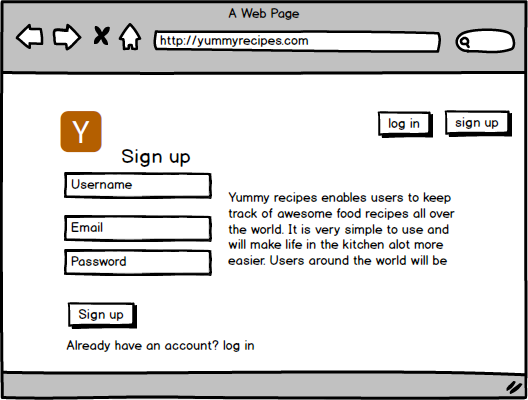 A Web Page
http://yummyrecipes.com
Y
log in
sign up
Sign up
Username
Email
Password
Yummy recipes enables users to keep
track of awesome food recipes all over
the world. It is very simple to use and
will make life in the kitchen alot more
easier. Users around the world will be
Sign up
Already have an account? log in